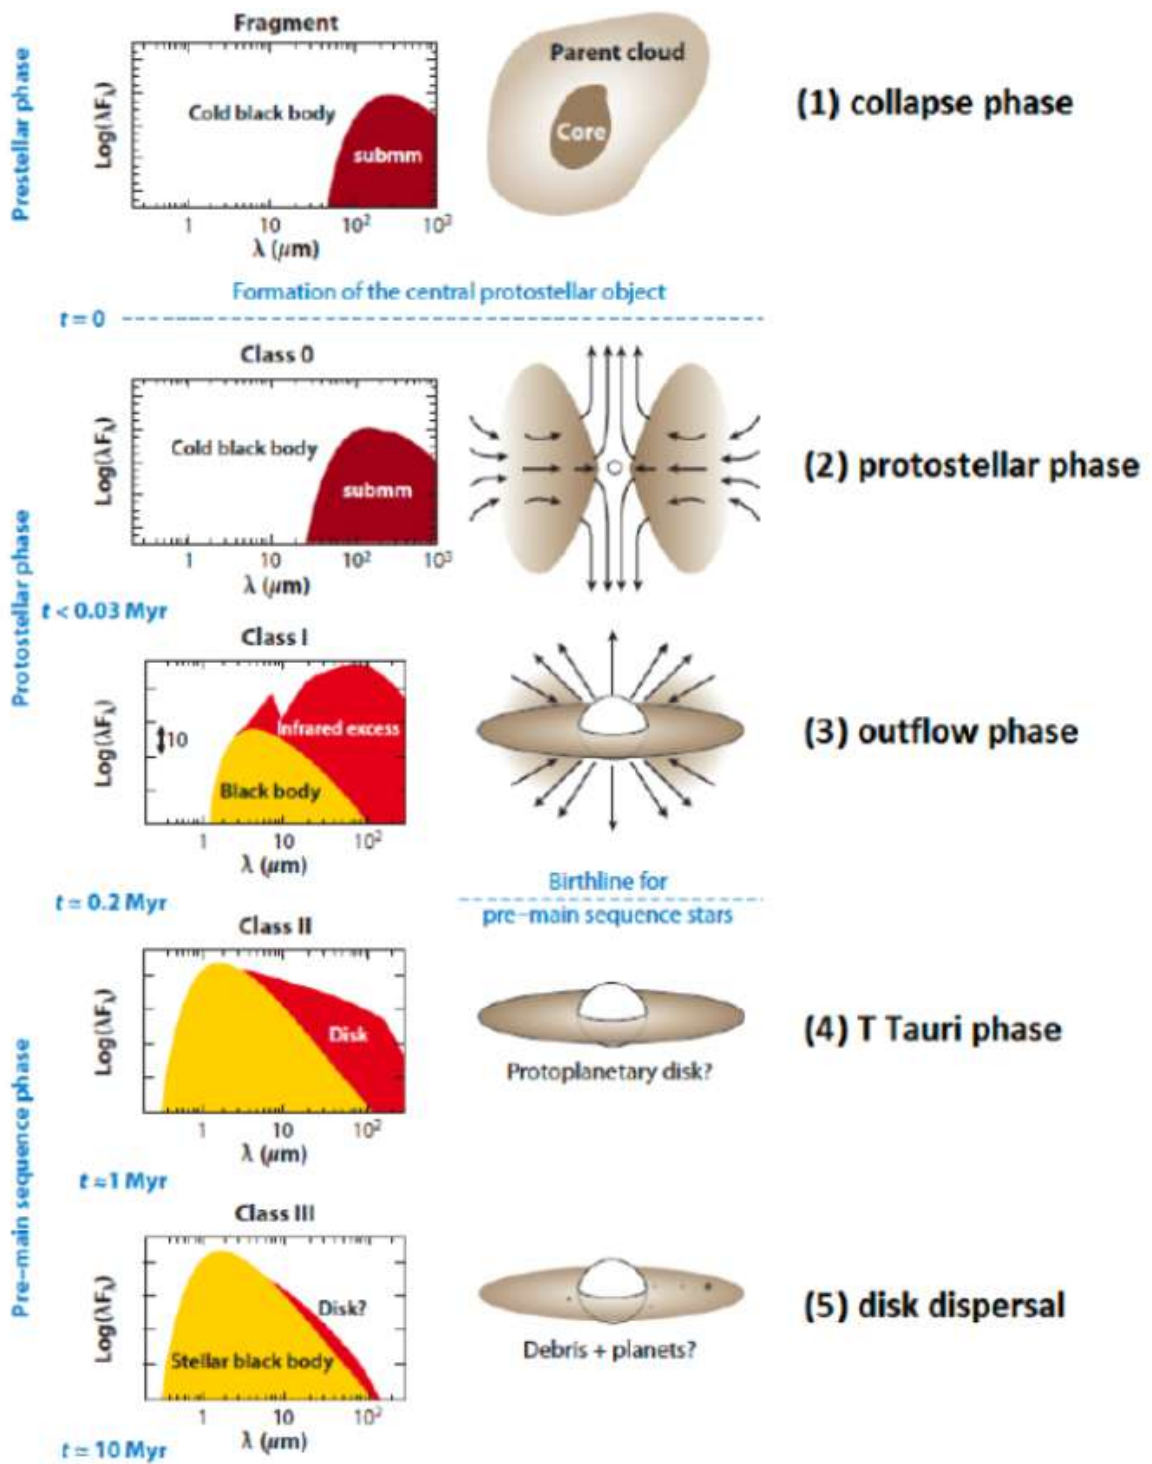 Fragment
Prestellar phase
Log(λFλ)
Cold black body
submm
1 10 10² 10³
λ (μm)
Parent cloud
Core
(1) collapse phase
Formation of the central protostellar object
t = 0
Class 0
Protostellar phase
Log(λFλ)
Cold black body
submm
1 10 10² 10³
λ (μm)
(2) protostellar phase
t < 0.03 Myr
Class I
Log(λFλ)
10
Infrared excess
Black body
1 10 10²
λ (μm)
(3) outflow phase
t ≃ 0.2 Myr
Birthline for
pre–main sequence stars
Class II
Pre–main sequence phase
Log(λFλ)
Disk
1 10 10²
λ (μm)
Protoplanetary disk?
(4) T Tauri phase
t ≈1 Myr
Class III
Log(λFλ)
Disk?
Stellar black body
1 10 10²
λ (μm)
Debris + planets?
(5) disk dispersal
t ≃ 10 Myr